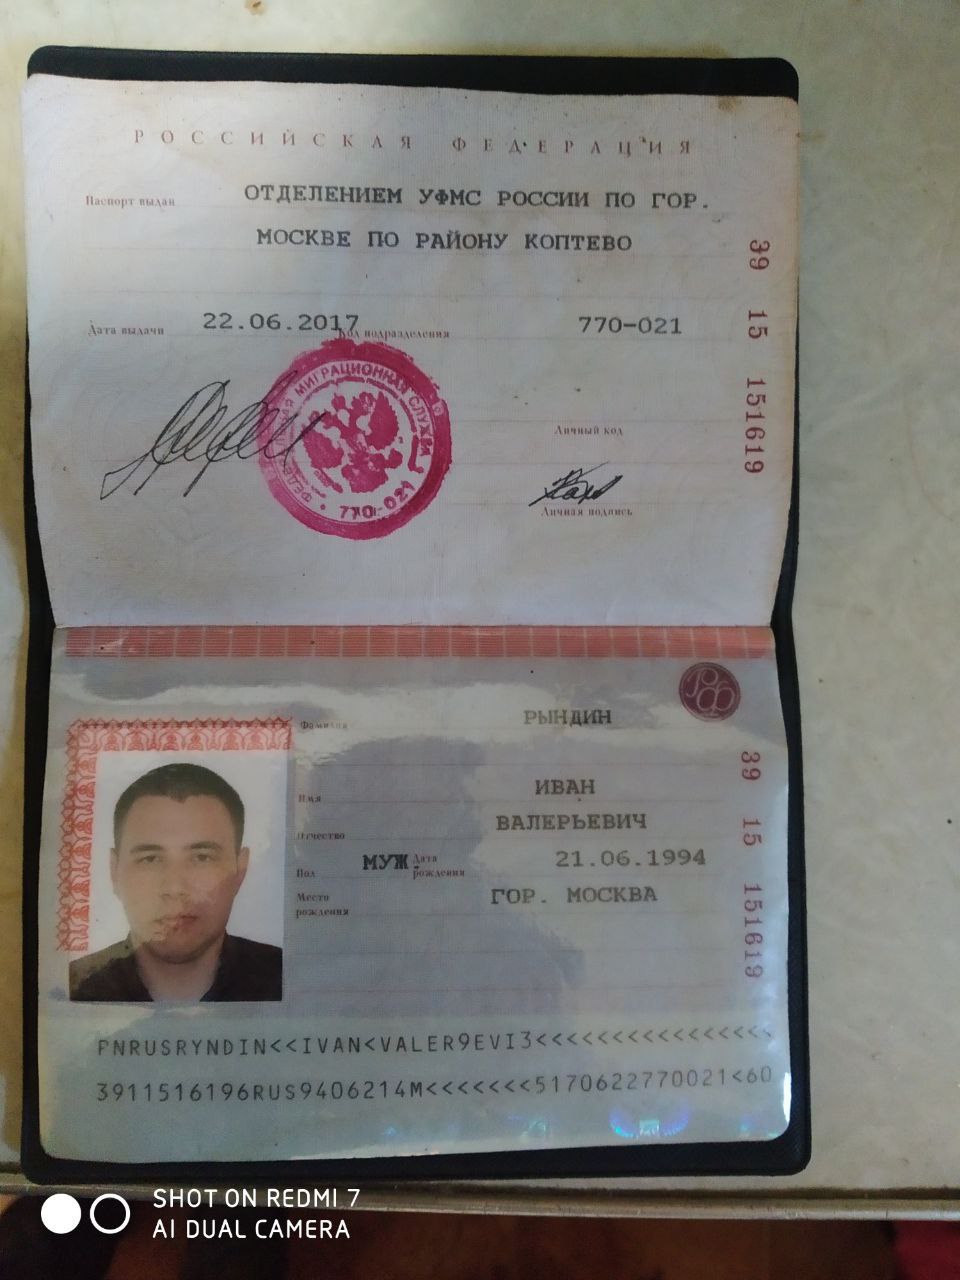 РОССИЙСКАЯ ФЕДЕРАЦИЯ
Паспорт выдан ОТДЕЛЕНИЕМ УФМС РОССИИ ПО ГОР.
МОСКВЕ ПО РАЙОНУ КОПТЕВО
Дата выдачи 22.06.2017 Код подразделения 770-021
39 15 151619
МИГРАЦИОННАЯ СЛУЖБА
770-021
Личный код
Личная подпись
РФ
Фамилия РЫНДИН
Имя ИВАН
Отчество ВАЛЕРЬЕВИЧ
Пол МУЖ Дата рождения 21.06.1994
Место рождения ГОР. МОСКВА
39 15 151619
PNRUSRYNDIN<<IVAN<VALER9EVI3<<<<<<<<<<<<<<<<
3911516196RUS9406214M<<<<<<<5170622770021<60
SHOT ON REDMI 7
AI DUAL CAMERA